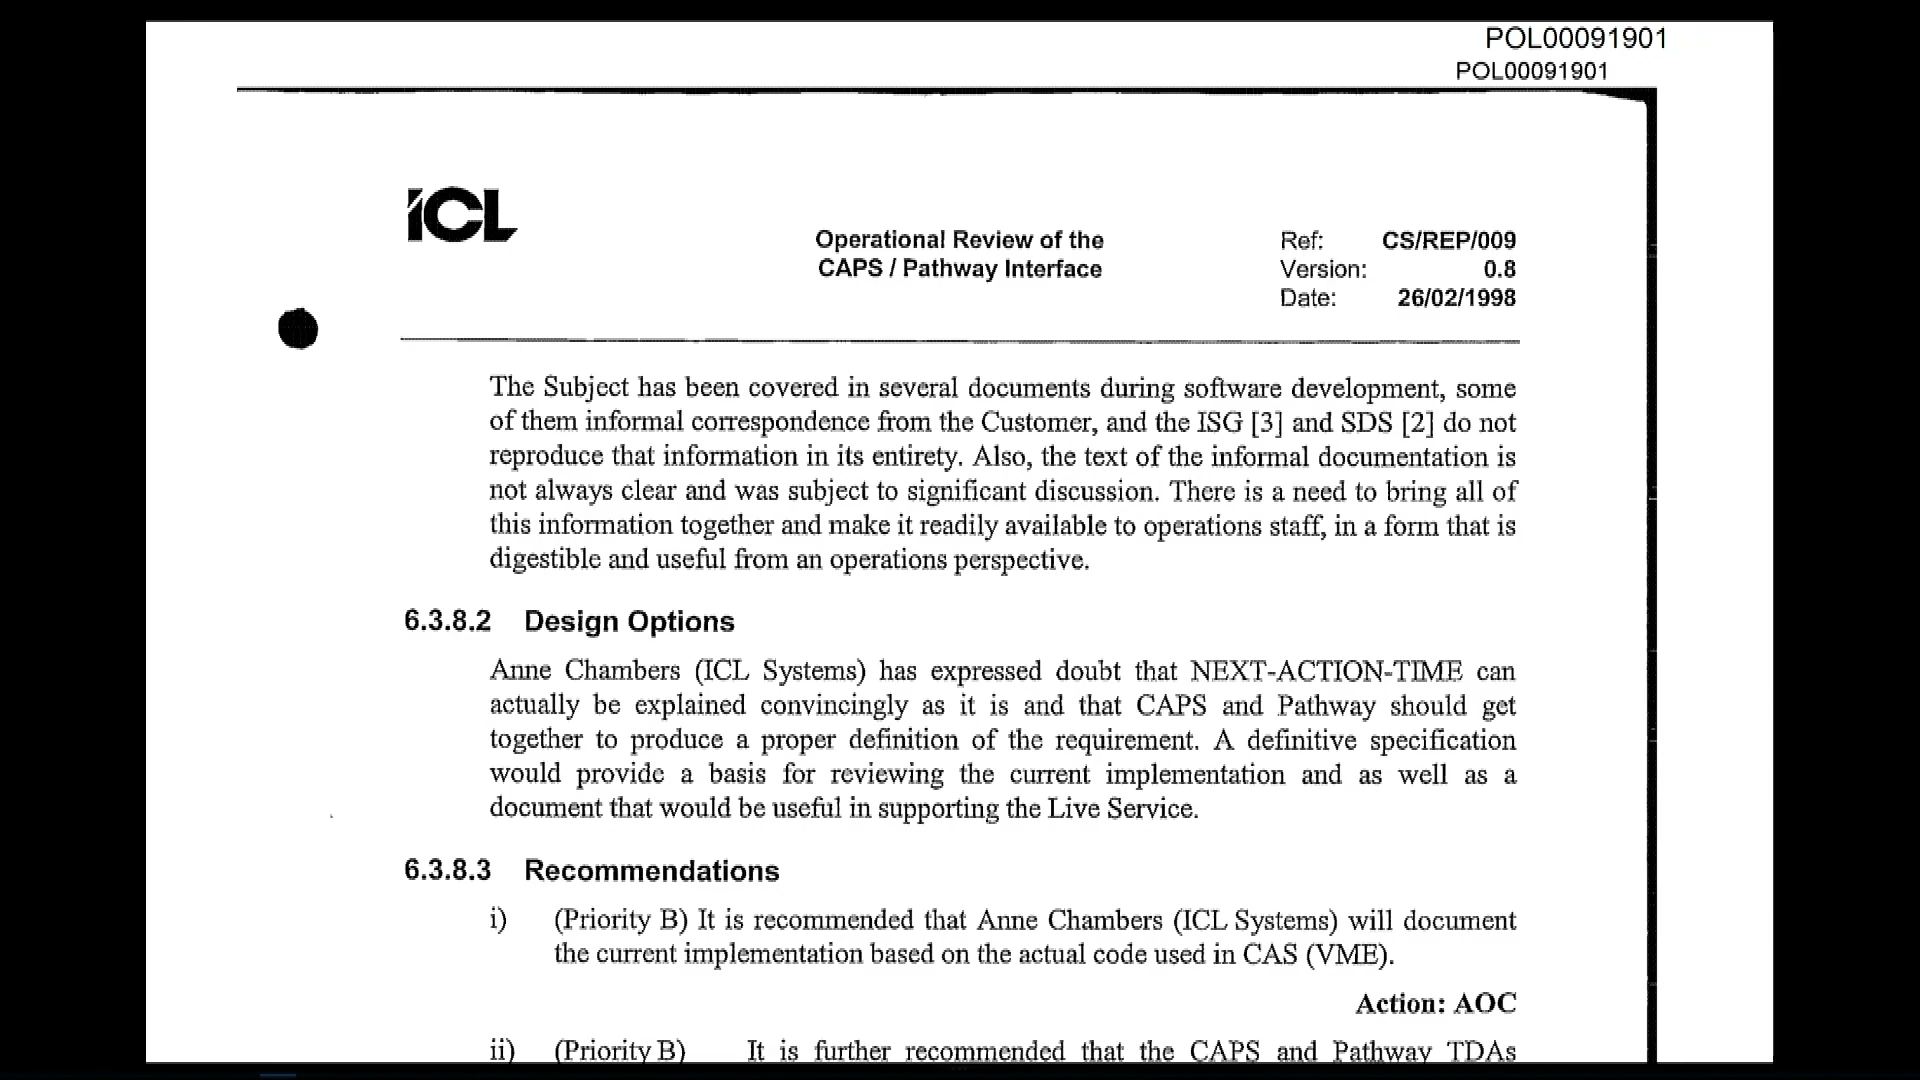 POL00091901
POL00091901
ICL
Operational Review of the
CAPS / Pathway Interface
Ref: CS/REP/009
Version: 0.8
Date: 26/02/1998
The Subject has been covered in several documents during software development, some
of them informal correspondence from the Customer, and the ISG [3] and SDS [2] do not
reproduce that information in its entirety. Also, the text of the informal documentation is
not always clear and was subject to significant discussion. There is a need to bring all of
this information together and make it readily available to operations staff, in a form that is
digestible and useful from an operations perspective.
6.3.8.2 Design Options
Anne Chambers (ICL Systems) has expressed doubt that NEXT-ACTION-TIME can
actually be explained convincingly as it is and that CAPS and Pathway should get
together to produce a proper definition of the requirement. A definitive specification
would provide a basis for reviewing the current implementation and as well as a
document that would be useful in supporting the Live Service.
6.3.8.3 Recommendations
i) (Priority B) It is recommended that Anne Chambers (ICL Systems) will document
the current implementation based on the actual code used in CAS (VME).
Action: AOC
ii) (Priority B) It is further recommended that the CAPS and Pathway TDAs